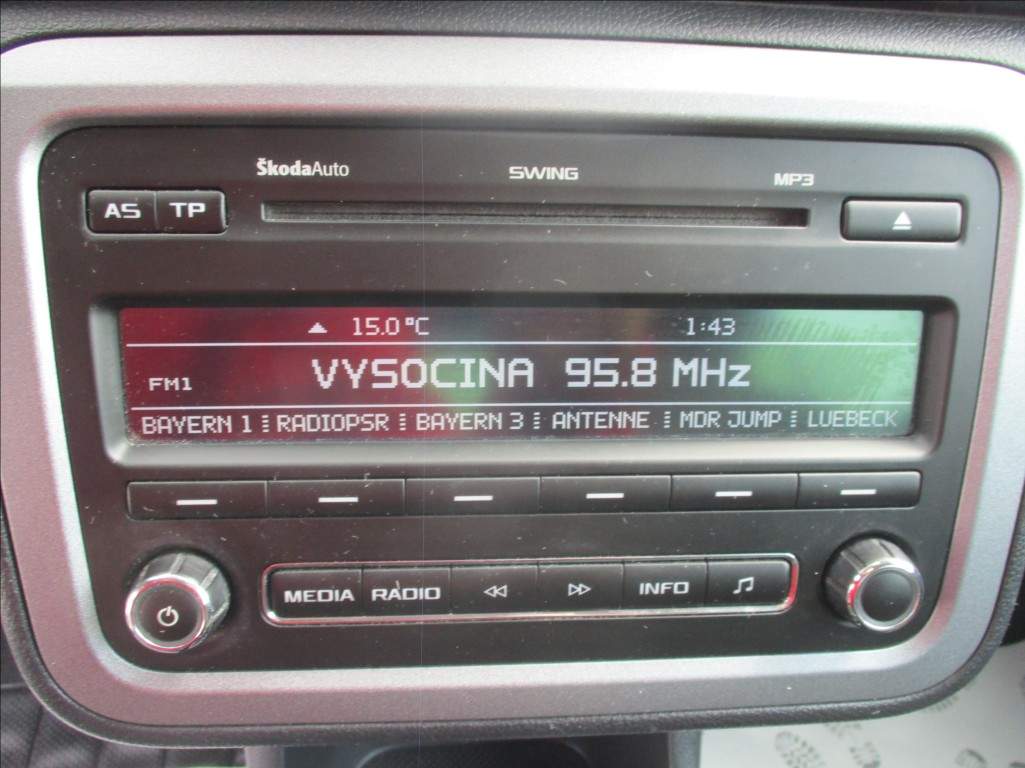 ŠkodaAuto SWING MP3
AS TP
15.0°C 1:43
FM1 VYSOCINA 95.8 MHz
BAYERN 1 RADIOPSR BAYERN 3 ANTENNE MDR JUMP LUEBECK
MEDIA RADIO INFO